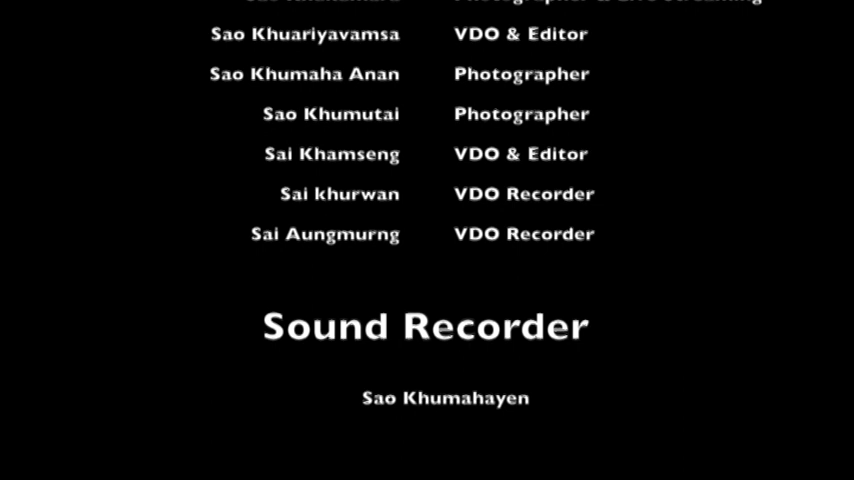 Sao Khuariyavamsa VDO & Editor
Sao Khumaha Anan Photographer
Sao Khumutai Photographer
Sai Khamseng VDO & Editor
Sai khurwan VDO Recorder
Sai Aungmurng VDO Recorder
Sound Recorder
Sao Khumahayen